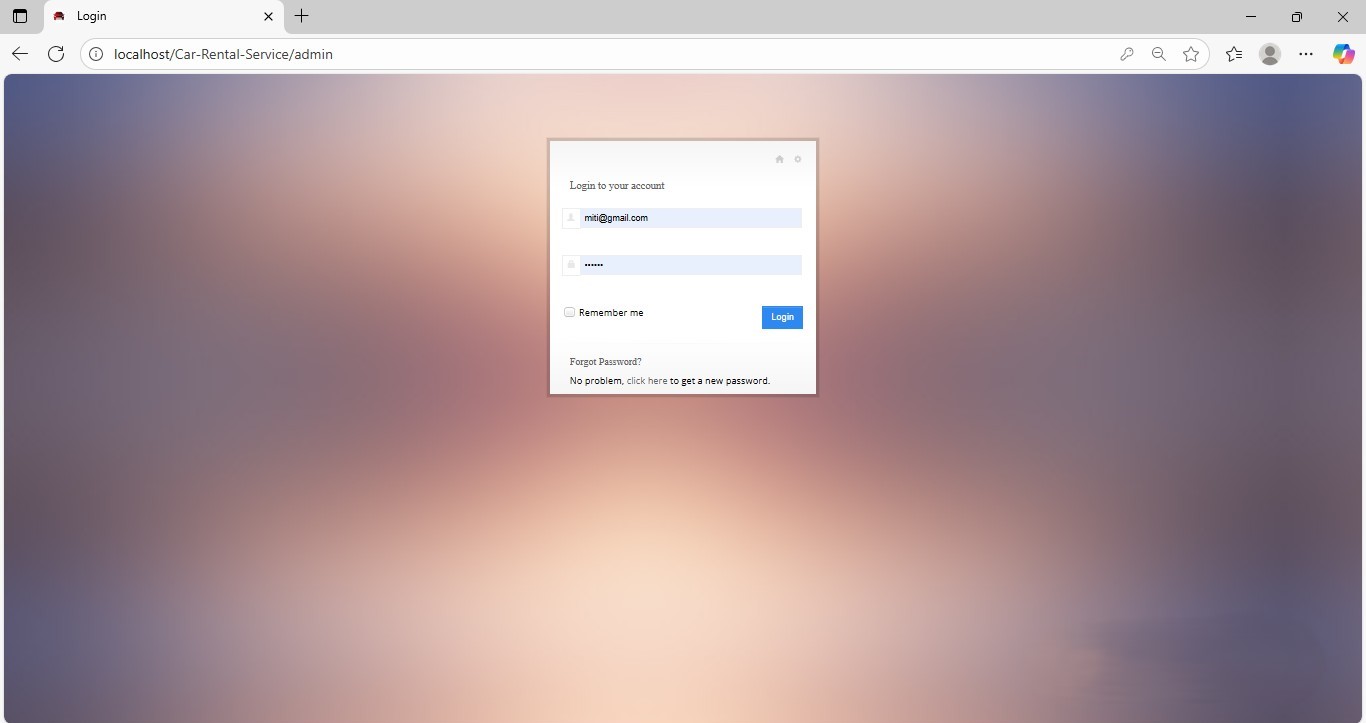 Login
localhost/Car-Rental-Service/admin
Login to your account
miti@gmail.com
••••••
Remember me
Login
Forgot Password?
No problem, click here to get a new password.